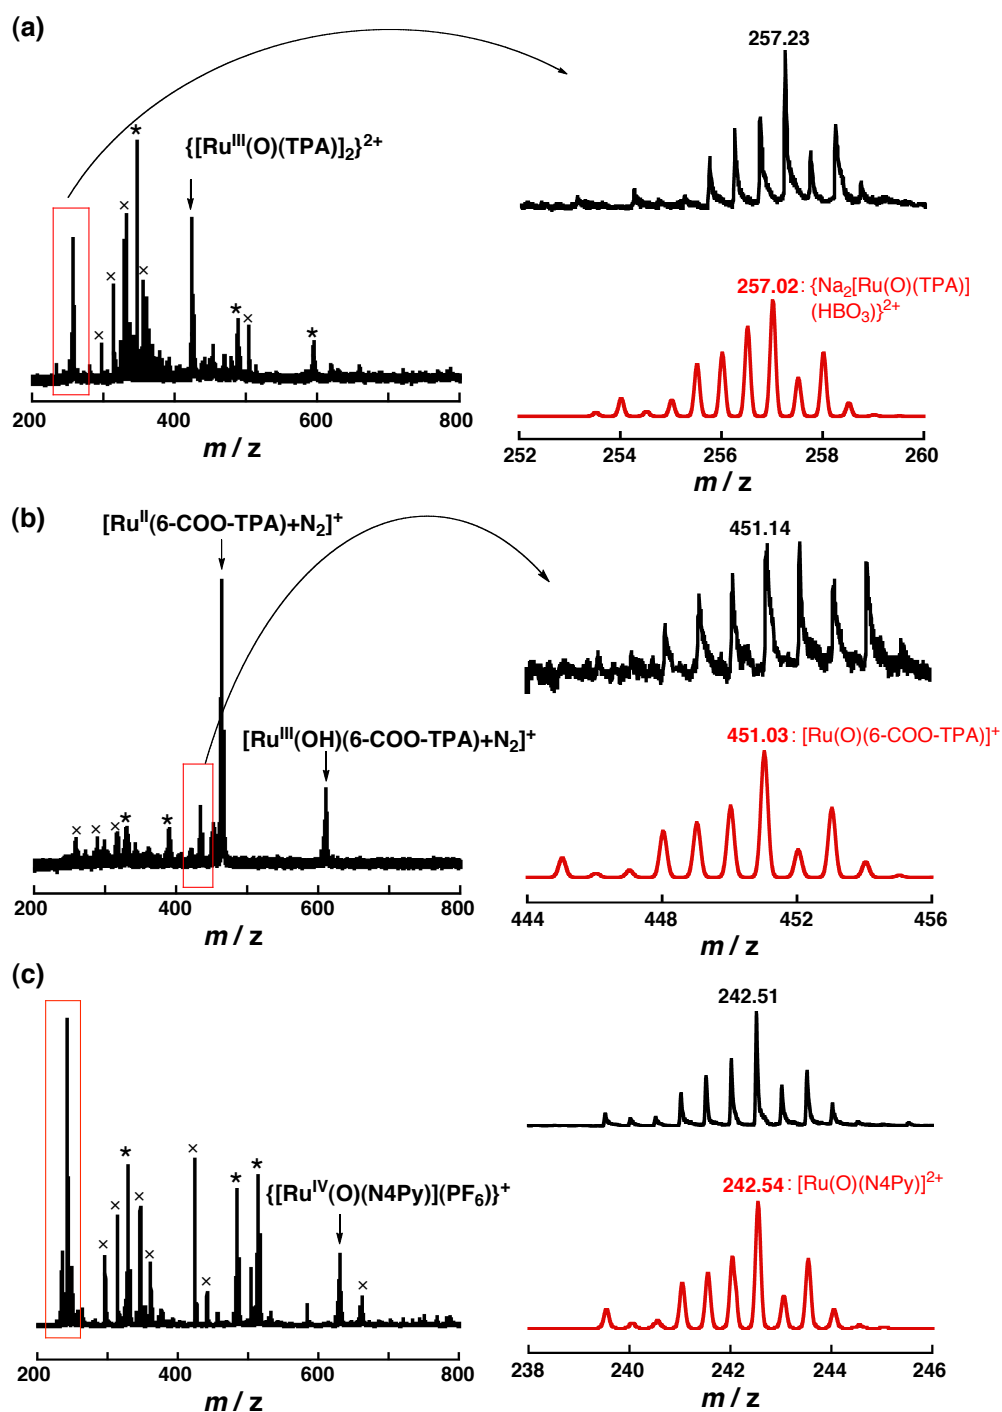 (a)
257.23
{[Ru^III(O)(TPA)]₂}²⁺
* × × × × * × *
257.02 : {Na₂[Ru(O)(TPA)]
(HBO₃)}²⁺
200 400 600 800
m / z
252 254 256 258 260
m / z
(b)
[Ru^II(6-COO-TPA)+N₂]⁺
451.14
[Ru^III(OH)(6-COO-TPA)+N₂]⁺
× × × * *
451.03 : [Ru(O)(6-COO-TPA)]⁺
200 400 600 800
m / z
444 448 452 456
m / z
(c)
242.51
× × * × × × × * *
{[Ru^IV(O)(N4Py)](PF₆)}⁺
×
242.54 : [Ru(O)(N4Py)]²⁺
200 400 600 800
m / z
238 240 242 244 246
m / z